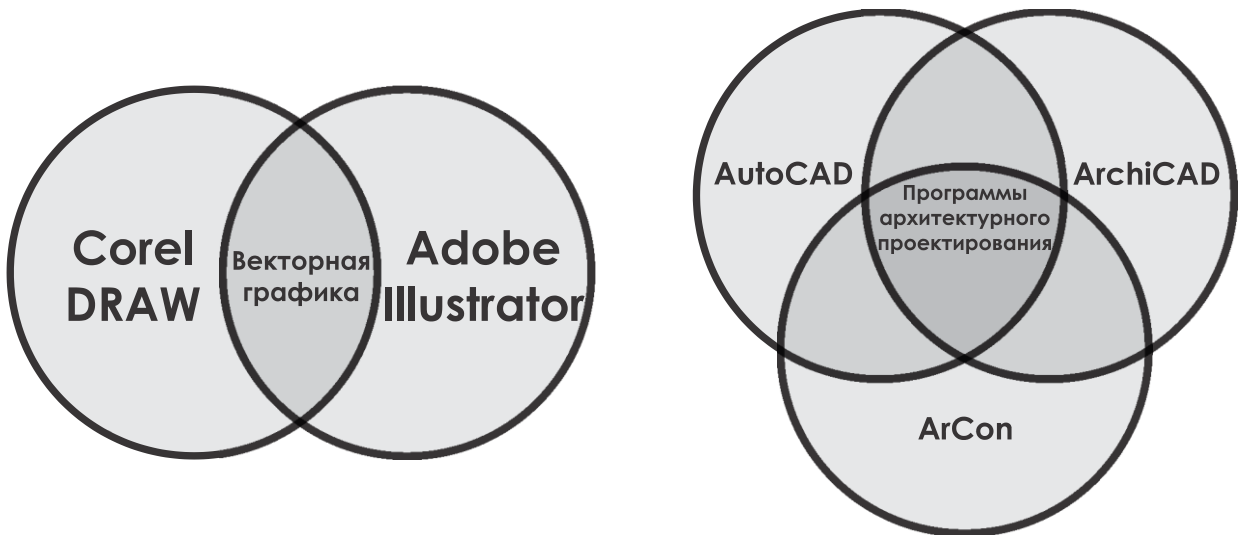 Corel
DRAW
Векторная
графика
Adobe
Illustrator
AutoCAD
Программы
архитектурного
проектирования
ArchiCAD
ArCon